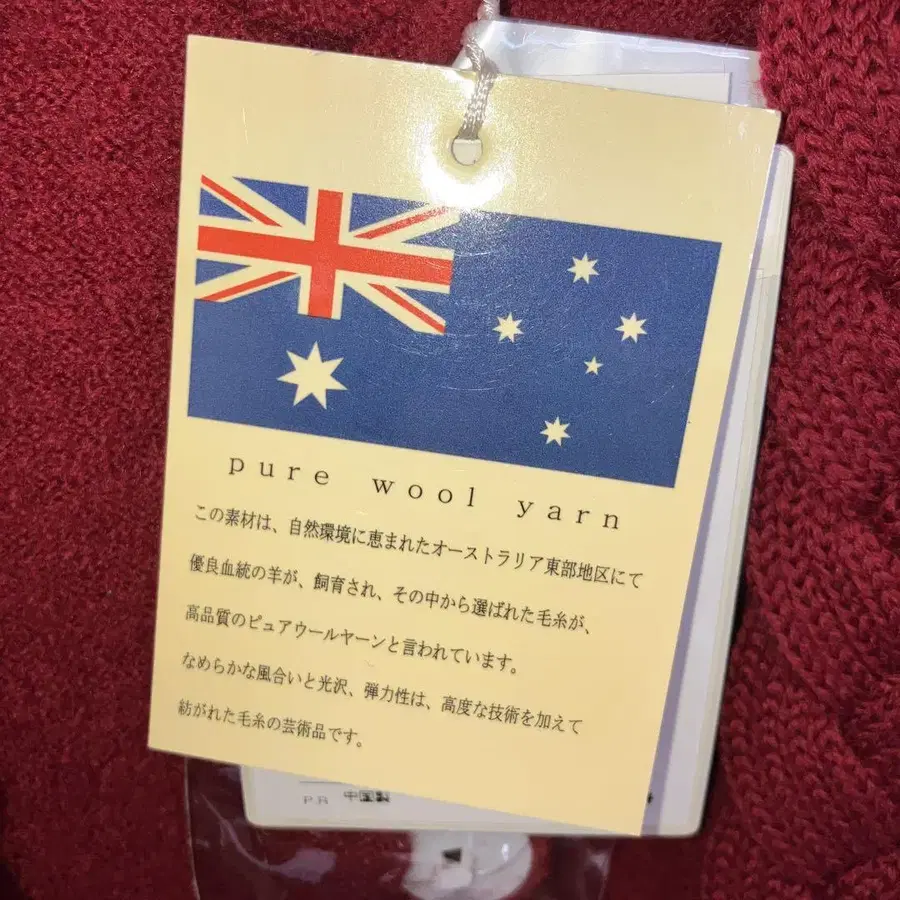 pure wool yarn
この素材は、自然環境に恵まれたオーストラリア東部地区にて
優良血統の羊が、飼育され、その中から選ばれた毛糸が、
高品質のピュアウールヤーンと言われています。
なめらかな風合いと光沢、弾力性は、高度な技術を加えて
紡がれた毛糸の芸術品です。
P.R 中国製